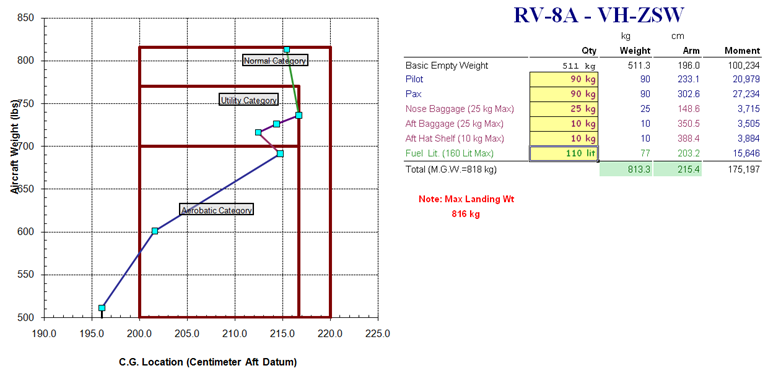 RV-8A - VH-ZSW
850
800
750
700
650
600
550
500
190.0 195.0 200.0 205.0 210.0 215.0 220.0 225.0
Aircraft Weight (lbs)
C.G. Location (Centimeter Aft Datum)
Normal Category
Utility Category
Aerobatic Category
kg cm
Qty Weight Arm Moment
Basic Empty Weight 511 kg 511.3 196.0 100,234
Pilot 90 kg 90 233.1 20,979
Pax 90 kg 90 302.6 27,234
Nose Baggage (25 kg Max) 25 kg 25 148.6 3,715
Aft Baggage (25 kg Max) 10 kg 10 350.5 3,505
Aft Hat Shelf (10 kg Max) 10 kg 10 388.4 3,884
Fuel Lit. (160 Lit Max) 110 lit 77 203.2 15,646
Total (M.G.W.=818 kg) 813.3 215.4 175,197
Note: Max Landing Wt
816 kg